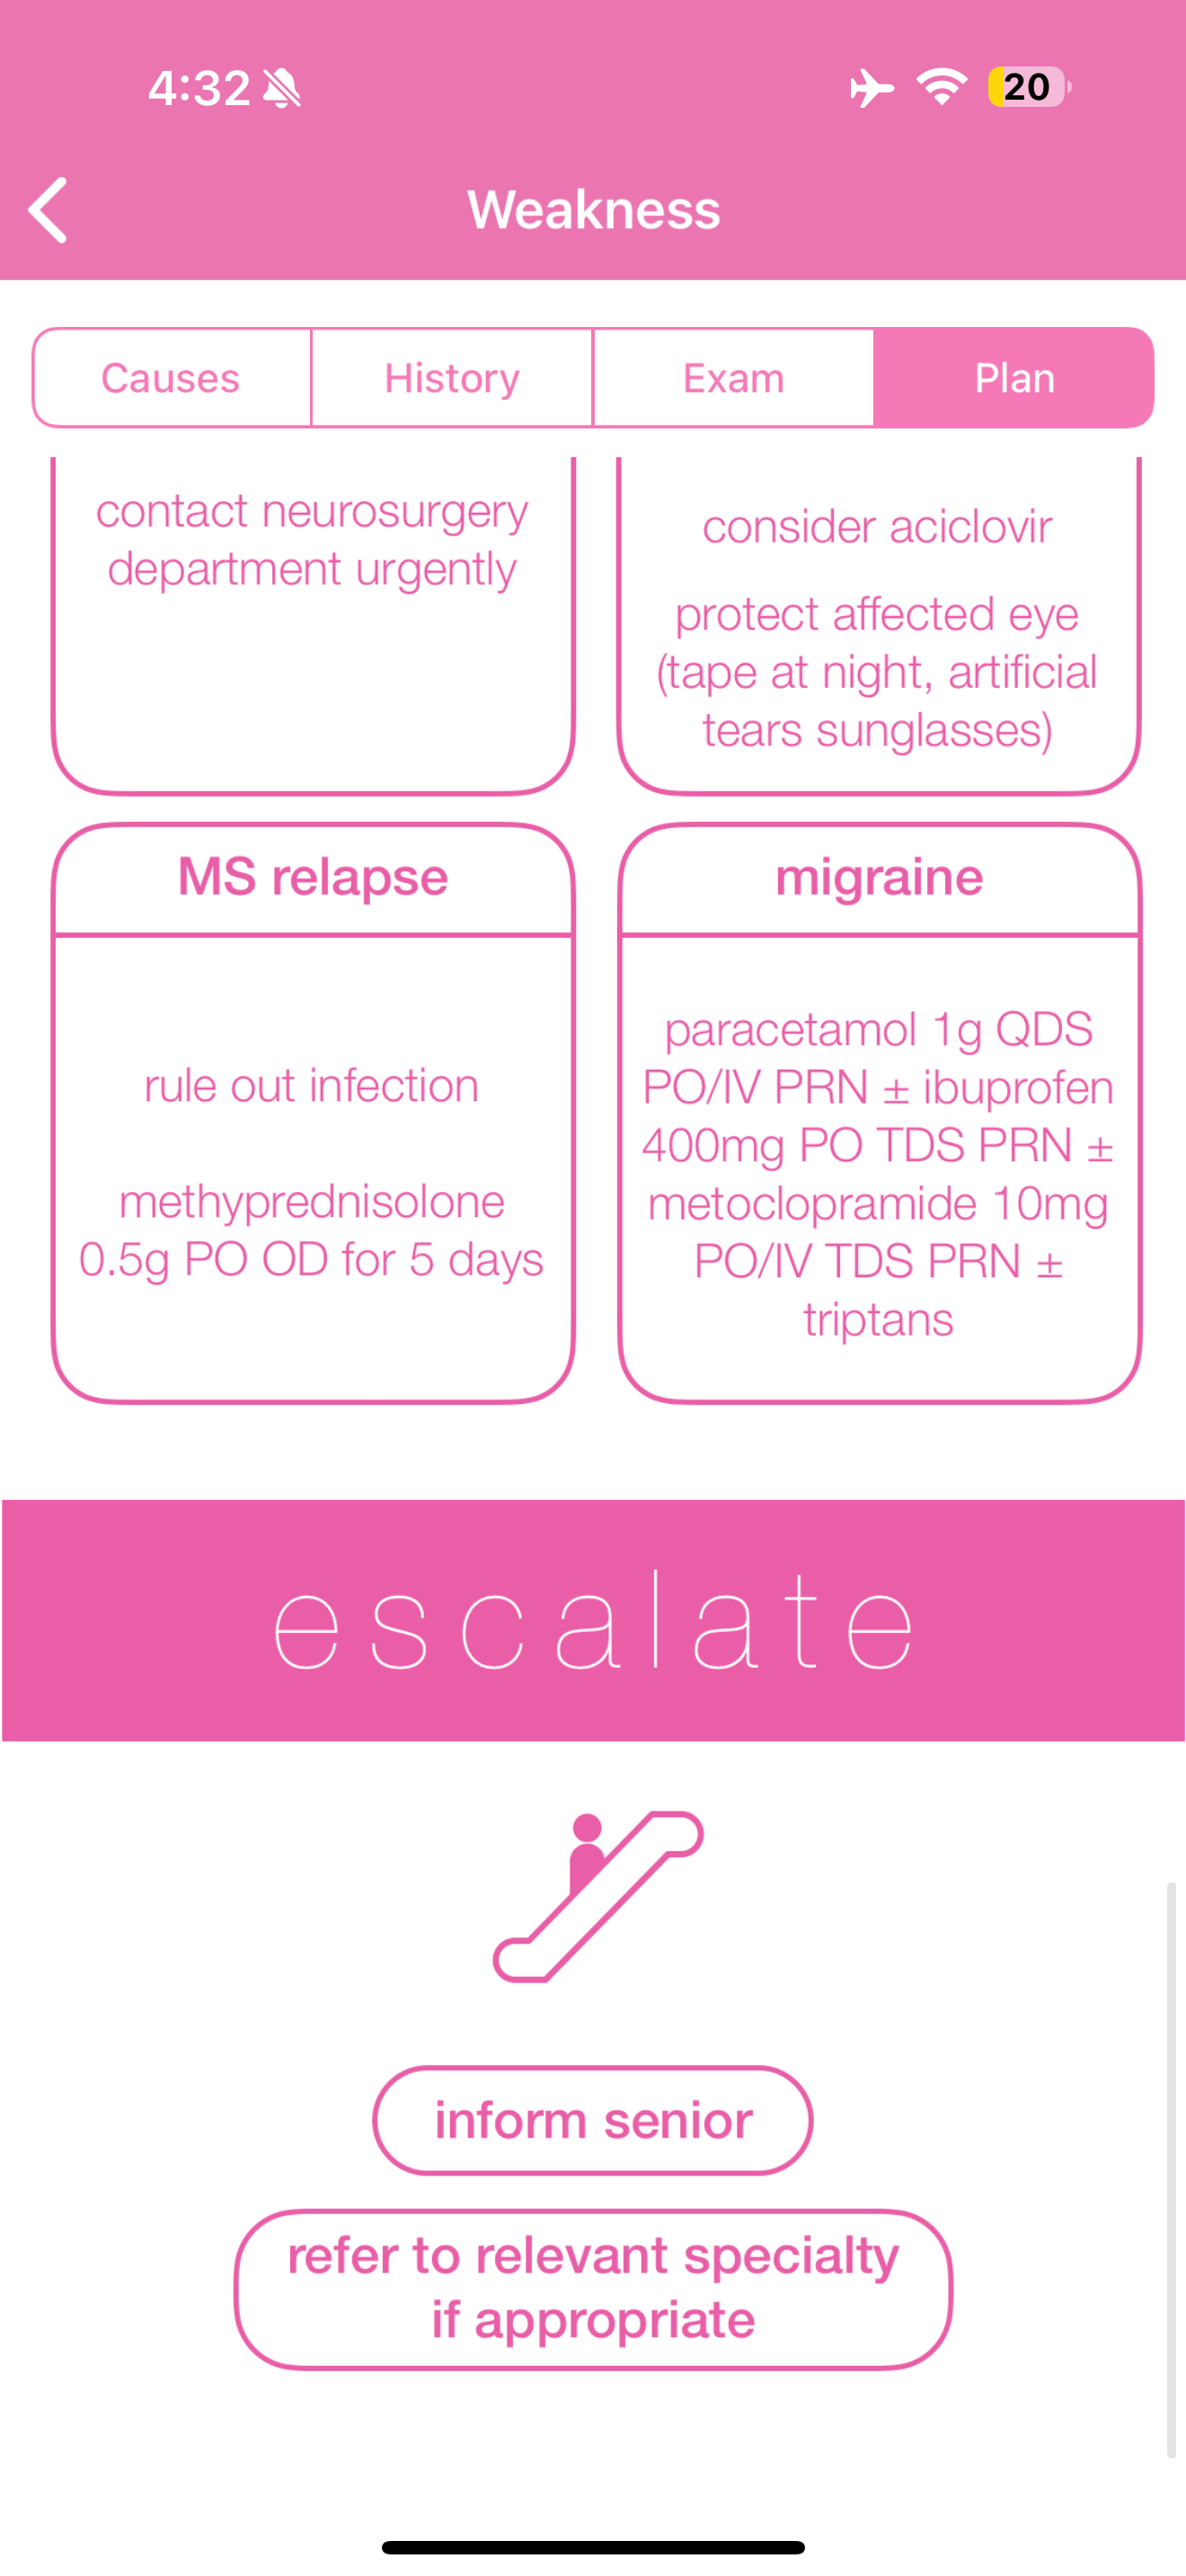 4:32
20
Weakness
Causes
History
Exam
Plan
contact neurosurgery
department urgently
consider aciclovir
protect affected eye
(tape at night, artificial
tears sunglasses)
MS relapse
rule out infection
methyprednisolone
0.5g PO OD for 5 days
migraine
paracetamol 1g QDS
PO/IV PRN ± ibuprofen
400mg PO TDS PRN ±
metoclopramide 10mg
PO/IV TDS PRN ±
triptans
escalate
inform senior
refer to relevant specialty
if appropriate